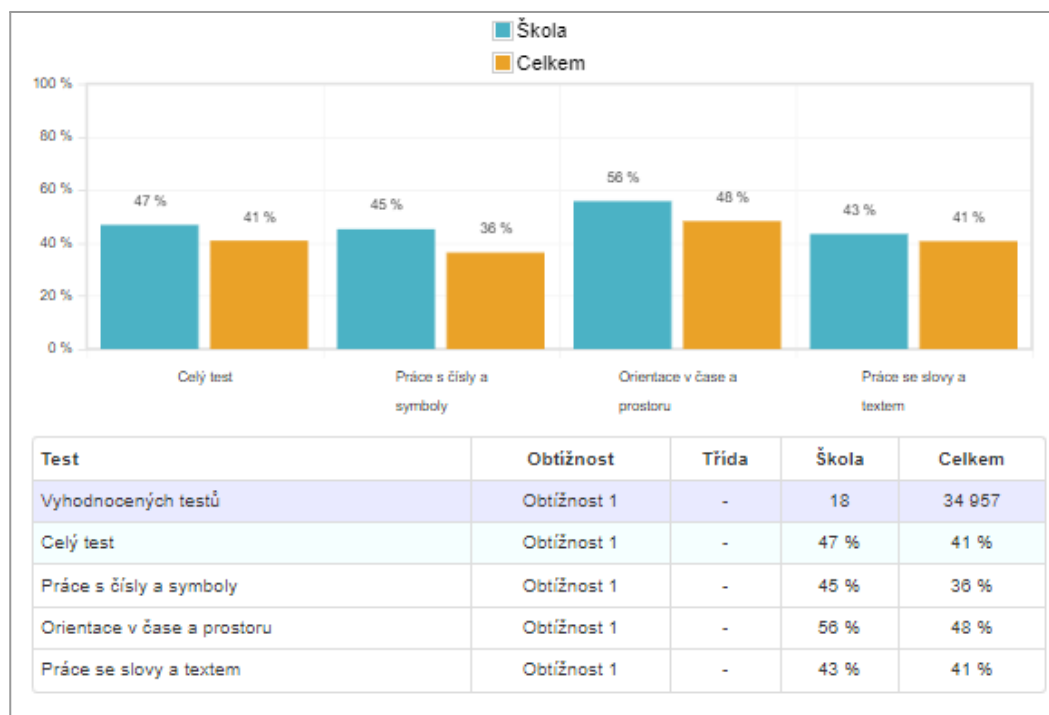 Škola
Celkem
100 %
80 %
60 %
40 %
20 %
0 %
47 %
41 %
45 %
36 %
56 %
48 %
43 %
41 %
Celý test
Práce s čísly a
symboly
Orientace v čase a
prostoru
Práce se slovy a
textem
Test Obtížnost Třída Škola Celkem
Vyhodnocených testů Obtížnost 1 - 18 34 957
Celý test Obtížnost 1 - 47 % 41 %
Práce s čísly a symboly Obtížnost 1 - 45 % 36 %
Orientace v čase a prostoru Obtížnost 1 - 56 % 48 %
Práce se slovy a textem Obtížnost 1 - 43 % 41 %